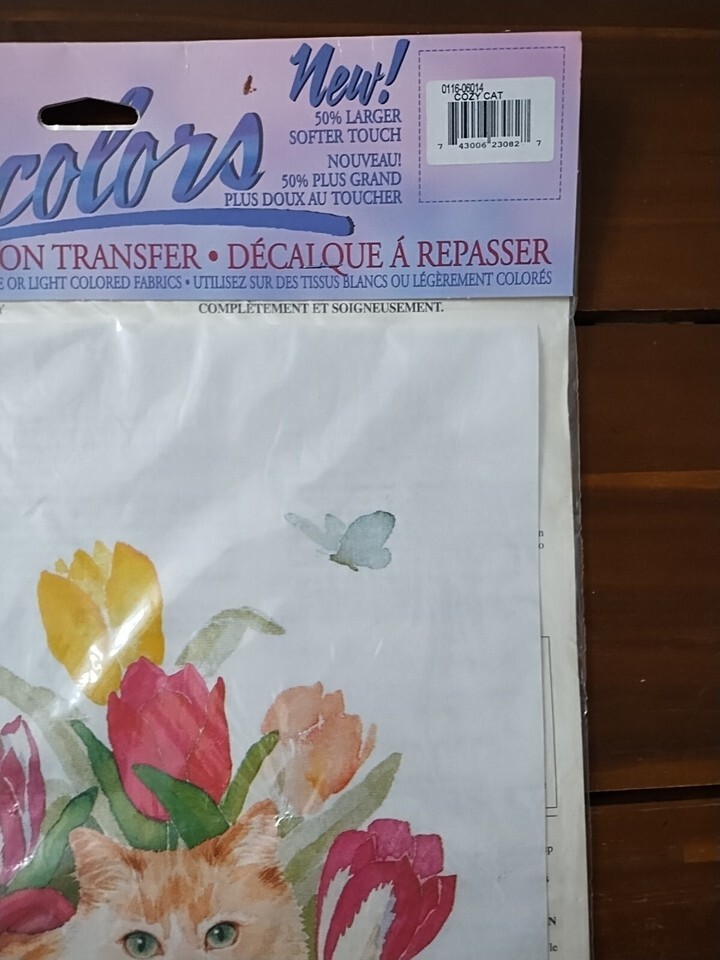 colors
New!
50% LARGER
SOFTER TOUCH
NOUVEAU!
50% PLUS GRAND
PLUS DOUX AU TOUCHER
0116-06014
COZY CAT
7 43006 23082 7
ON TRANSFER • DÉCALQUE Á REPASSER
E OR LIGHT COLORED FABRICS • UTILISEZ SUR DES TISSUS BLANCS OU LÉGÈREMENT COLORÉS
COMPLÈTEMENT ET SOIGNEUSEMENT.